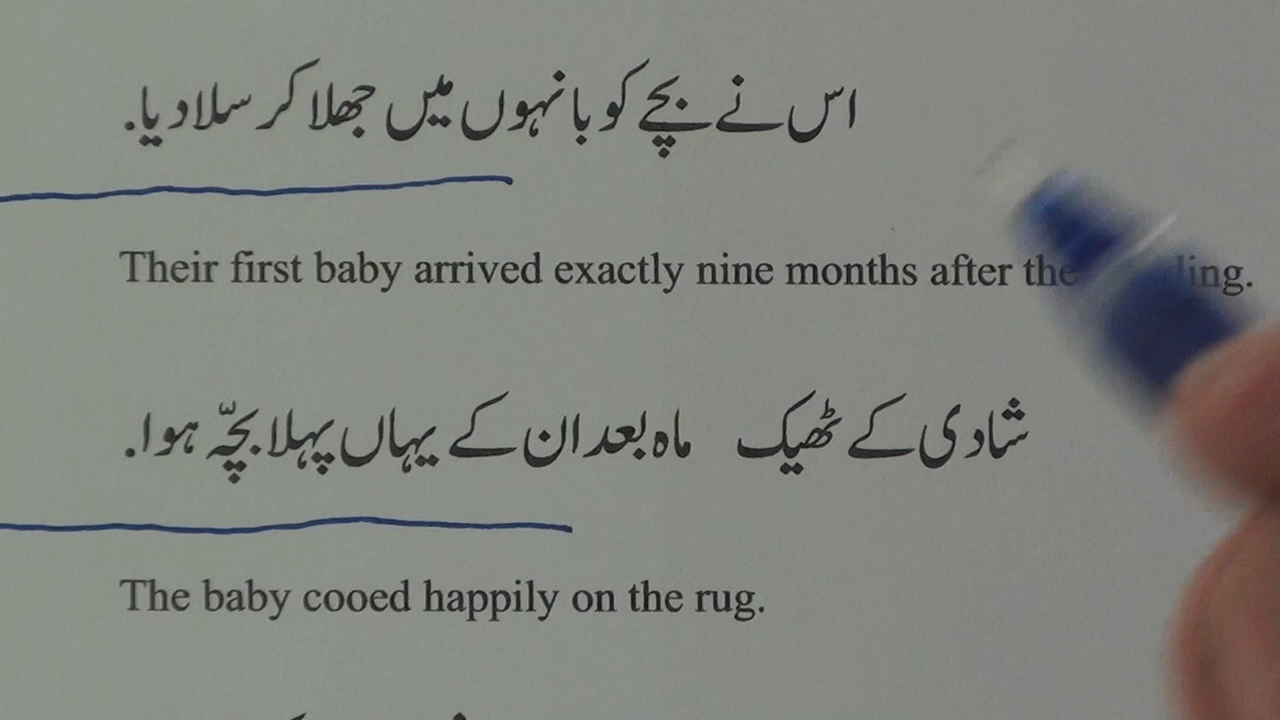 اس نے بچے کو بانہوں میں جھلا کر سلا دیا.
Their first baby arrived exactly nine months after the
شادی کے ٹھیک ماہ بعد ان کے یہاں پہلا بچّہ ہوا.
The baby cooed happily on the rug.